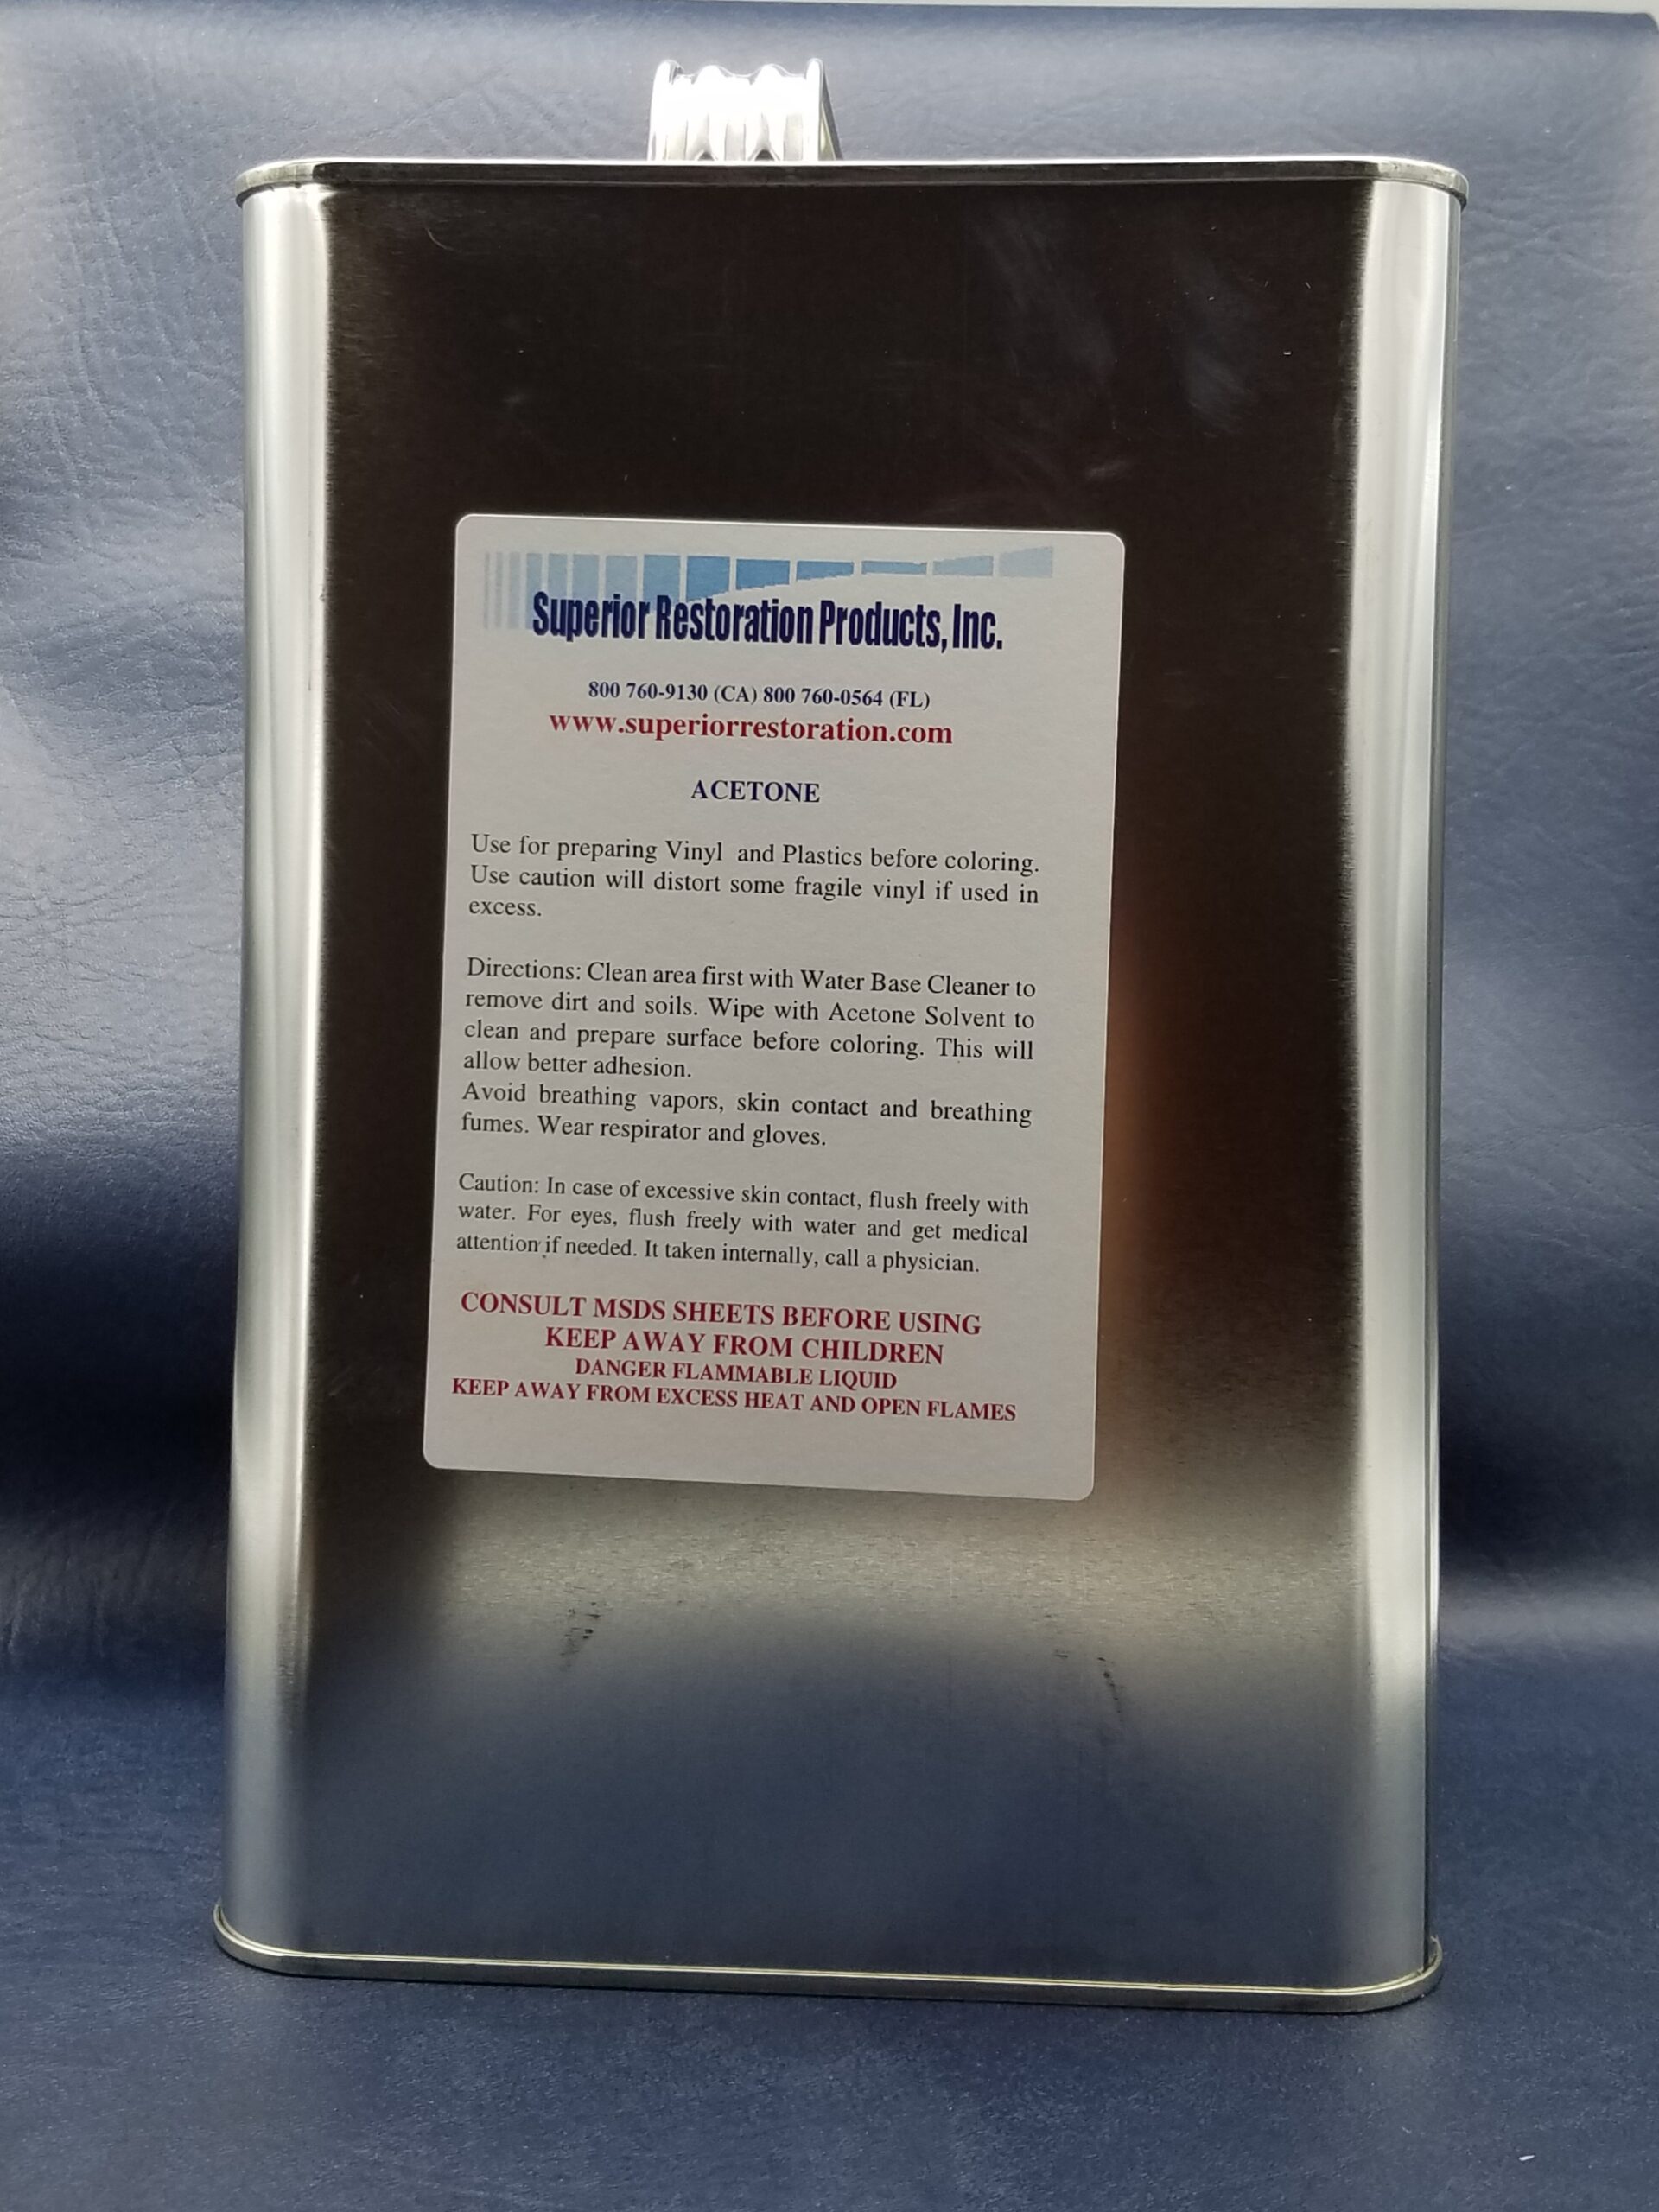 Superior Restoration Products, Inc.
800 760-9130 (CA) 800 760-0564 (FL)
www.superiorrestoration.com
ACETONE
Use for preparing Vinyl and Plastics before coloring.
Use caution will distort some fragile vinyl if used in
excess.
Directions: Clean area first with Water Base Cleaner to
remove dirt and soils. Wipe with Acetone Solvent to
clean and prepare surface before coloring. This will
allow better adhesion.
Avoid breathing vapors, skin contact and breathing
fumes. Wear respirator and gloves.
Caution: In case of excessive skin contact, flush freely with
water. For eyes, flush freely with water and get medical
attention if needed. It taken internally, call a physician.
CONSULT MSDS SHEETS BEFORE USING
KEEP AWAY FROM CHILDREN
DANGER FLAMMABLE LIQUID
KEEP AWAY FROM EXCESS HEAT AND OPEN FLAMES